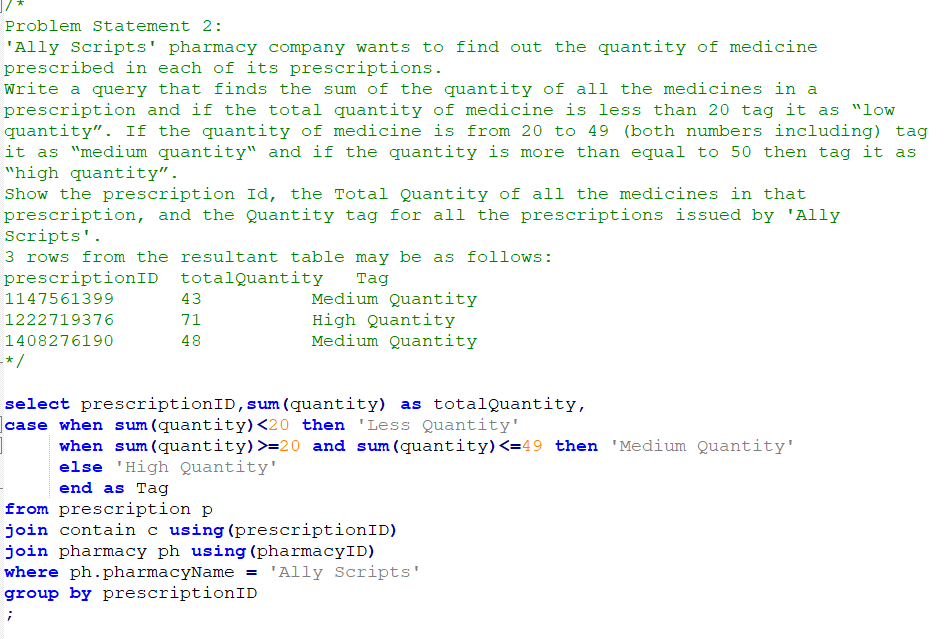 /*
Problem Statement 2:
'Ally Scripts' pharmacy company wants to find out the quantity of medicine
prescribed in each of its prescriptions.
Write a query that finds the sum of the quantity of all the medicines in a
prescription and if the total quantity of medicine is less than 20 tag it as “low
quantity”. If the quantity of medicine is from 20 to 49 (both numbers including) tag
it as “medium quantity“ and if the quantity is more than equal to 50 then tag it as
“high quantity”.
Show the prescription Id, the Total Quantity of all the medicines in that
prescription, and the Quantity tag for all the prescriptions issued by 'Ally
Scripts'.
3 rows from the resultant table may be as follows:
prescriptionID  totalQuantity   Tag
1147561399      43          Medium Quantity
1222719376      71          High Quantity
1408276190      48          Medium Quantity
*/
select prescriptionID,sum(quantity) as totalQuantity,
case when sum(quantity)<20 then 'Less Quantity'
     when sum(quantity)>=20 and sum(quantity)<=49 then 'Medium Quantity'
     else 'High Quantity'
     end as Tag
from prescription p
join contain c using(prescriptionID)
join pharmacy ph using(pharmacyID)
where ph.pharmacyName = 'Ally Scripts'
group by prescriptionID
;